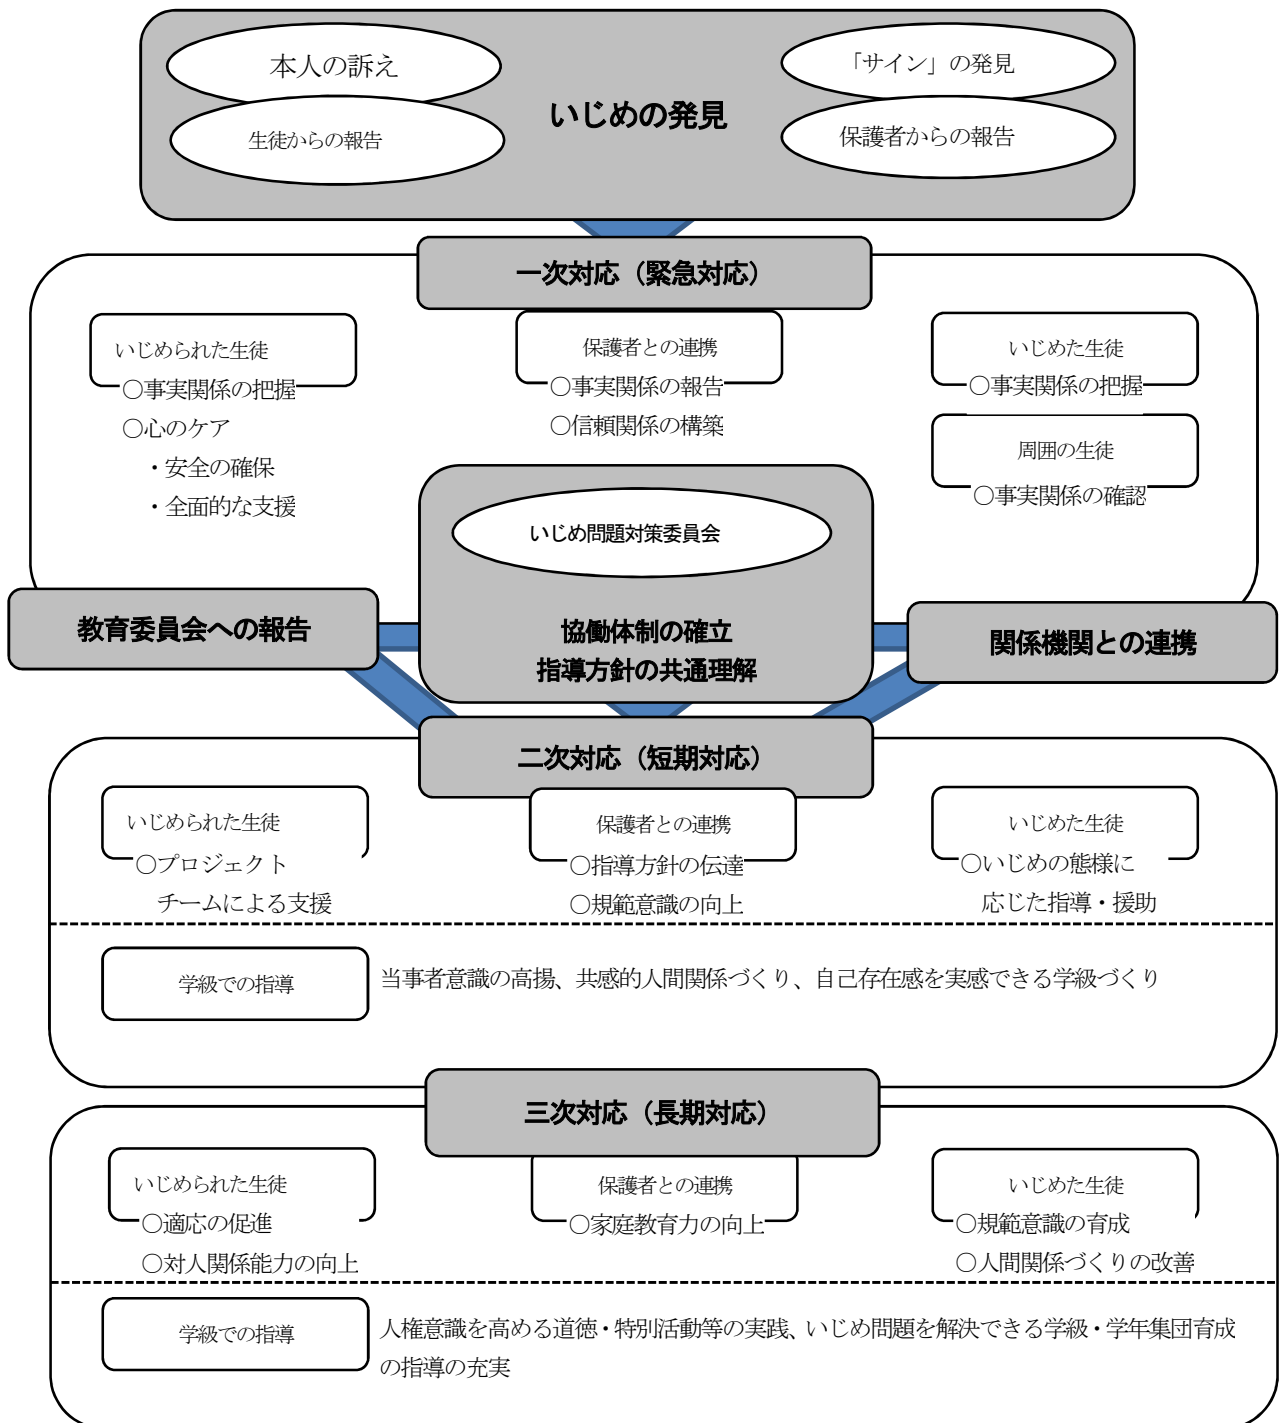 本人の訴え
「サイン」の発見
いじめの発見
生徒からの報告
保護者からの報告
一次対応（緊急対応）
いじめられた生徒
○事実関係の把握
○心のケア
・安全の確保
・全面的な支援
保護者との連携
○事実関係の報告
○信頼関係の構築
いじめた生徒
○事実関係の把握
周囲の生徒
○事実関係の確認
いじめ問題対策委員会
協働体制の確立
指導方針の共通理解
教育委員会への報告
関係機関との連携
二次対応（短期対応）
いじめられた生徒
○プロジェクト
チームによる支援
保護者との連携
○指導方針の伝達
○規範意識の向上
いじめた生徒
○いじめの態様に
応じた指導・援助
学級での指導
当事者意識の高揚、共感的人間関係づくり、自己存在感を実感できる学級づくり
三次対応（長期対応）
いじめられた生徒
○適応の促進
○対人関係能力の向上
保護者との連携
○家庭教育力の向上
いじめた生徒
○規範意識の育成
○人間関係づくりの改善
学級での指導
人権意識を高める道徳・特別活動等の実践、いじめ問題を解決できる学級・学年集団育成
の指導の充実